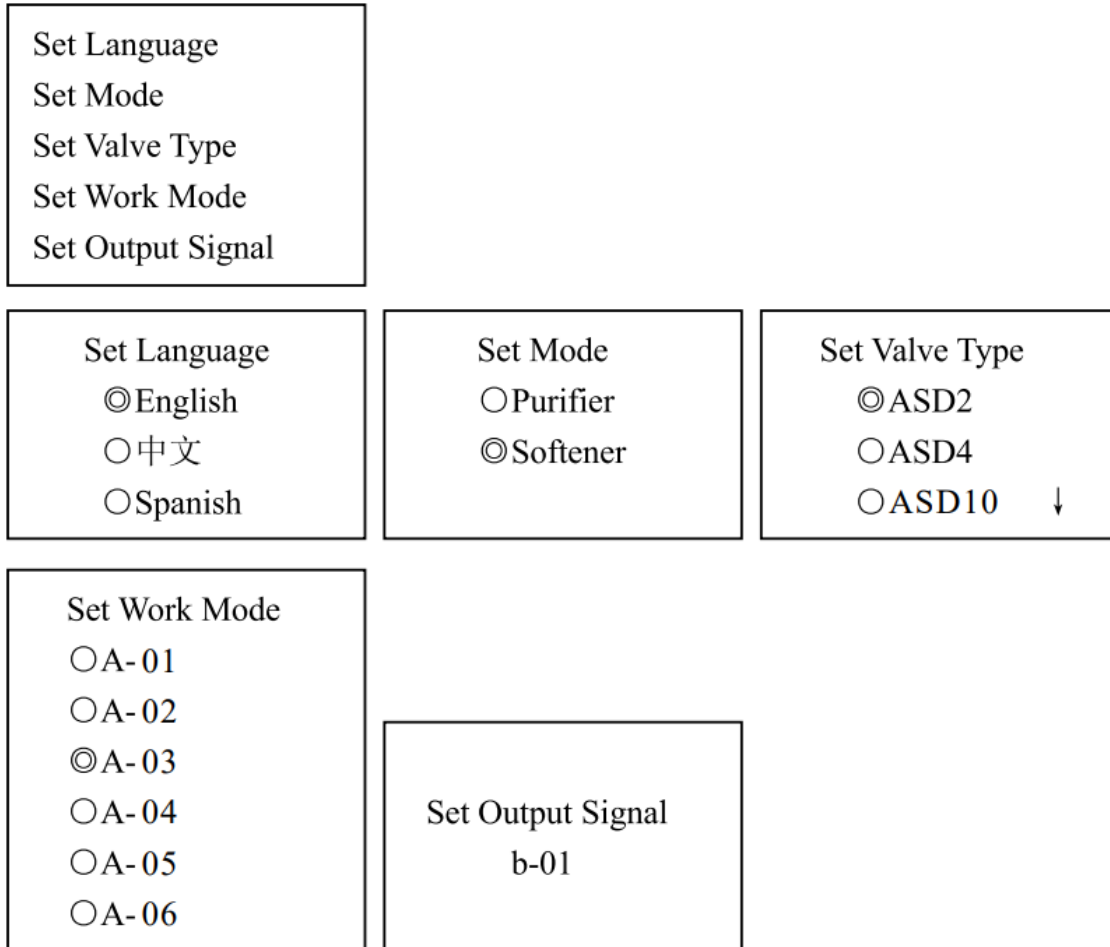 Set Language
Set Mode
Set Valve Type
Set Work Mode
Set Output Signal
Set Language
◎English
○中文
○Spanish
Set Mode
○Purifier
◎Softener
Set Valve Type
◎ASD2
○ASD4
○ASD10 ↓
Set Work Mode
○A-01
○A-02
◎A-03
○A-04
○A-05
○A-06
Set Output Signal
b-01